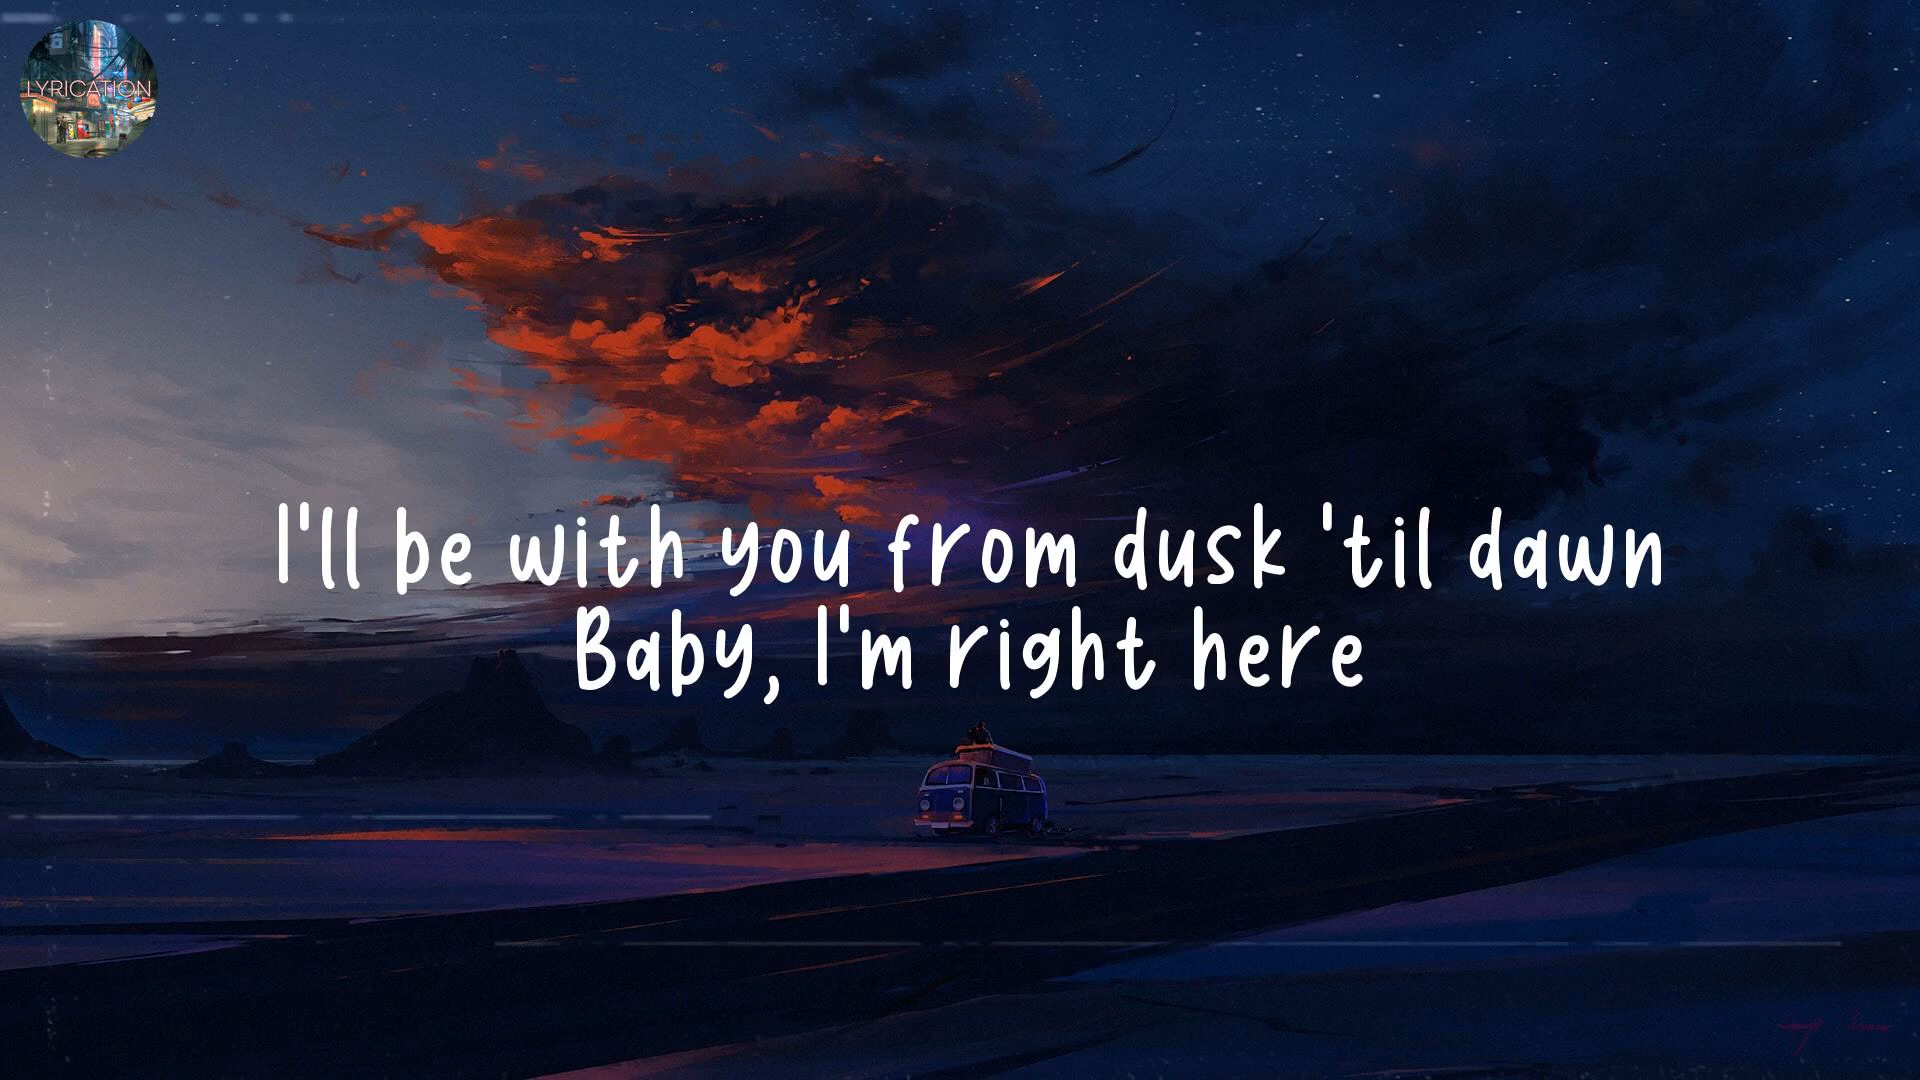 LYRICATION
I'll be with you from dusk 'til dawn
Baby, I'm right here